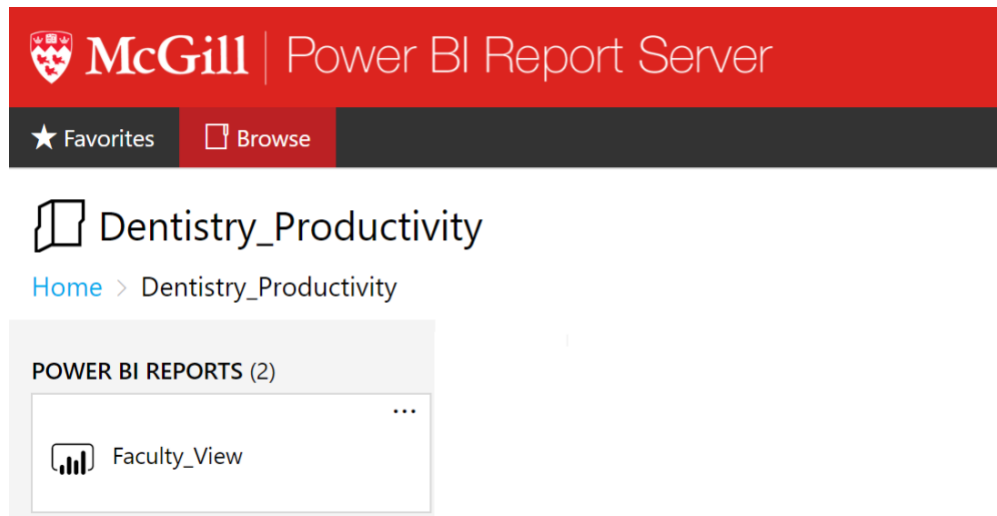 McGill | Power BI Report Server
Favorites Browse
Dentistry_Productivity
Home > Dentistry_Productivity
POWER BI REPORTS (2)
...
Faculty_View